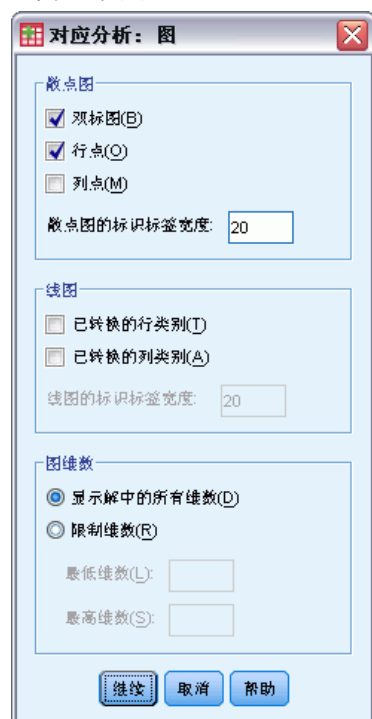 对应分析：图
散点图
双标图(B)
行点(O)
列点(M)
散点图的标识标签宽度: 20
线图
已转换的行类别(T)
已转换的列类别(A)
线图的标识标签宽度: 20
图维数
显示解中的所有维数(D)
限制维数(R)
最低维数(L):
最高维数(S):
继续 取消 帮助